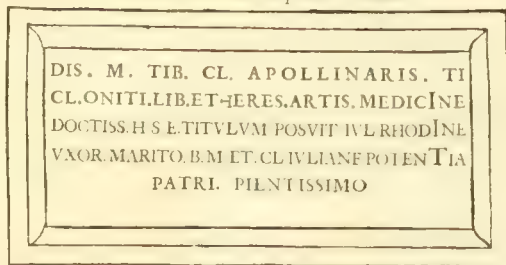 DIS. M. TIB. CL. APOLLINARIS. TI
CL.ONITI.LIB.ET HERES.ARTIS.MEDICINE
DOCTISS.H S E.TITVLVM POSVIT IVL RHODINE
VXOR.MARITO.B.M ET.CL IVLIANE POTENTIA
PATRI. PIENTISSIMO